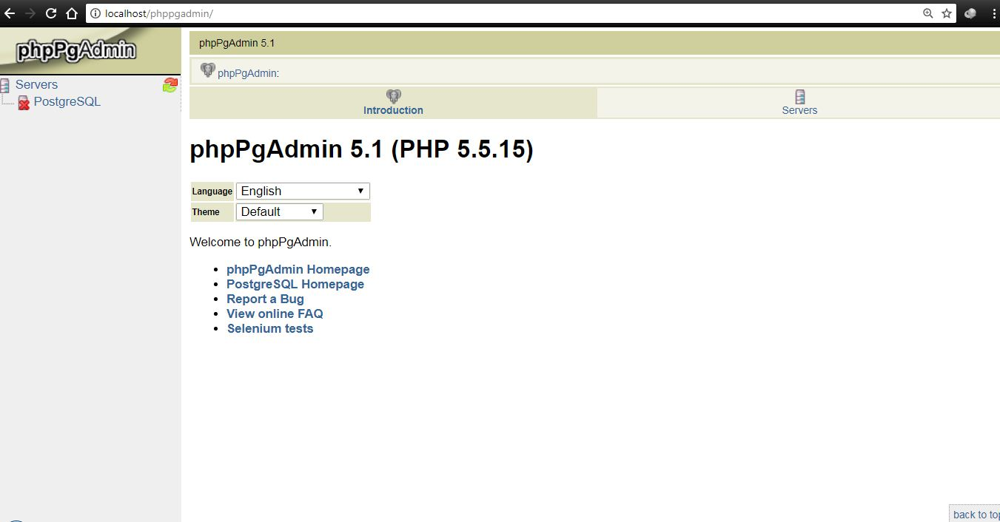 localhost/phppgadmin/
phpPgAdmin
Servers
PostgreSQL
phpPgAdmin 5.1
phpPgAdmin:
Introduction
Servers
phpPgAdmin 5.1 (PHP 5.5.15)
Language English
Theme Default
Welcome to phpPgAdmin.
phpPgAdmin Homepage
PostgreSQL Homepage
Report a Bug
View online FAQ
Selenium tests
back to top